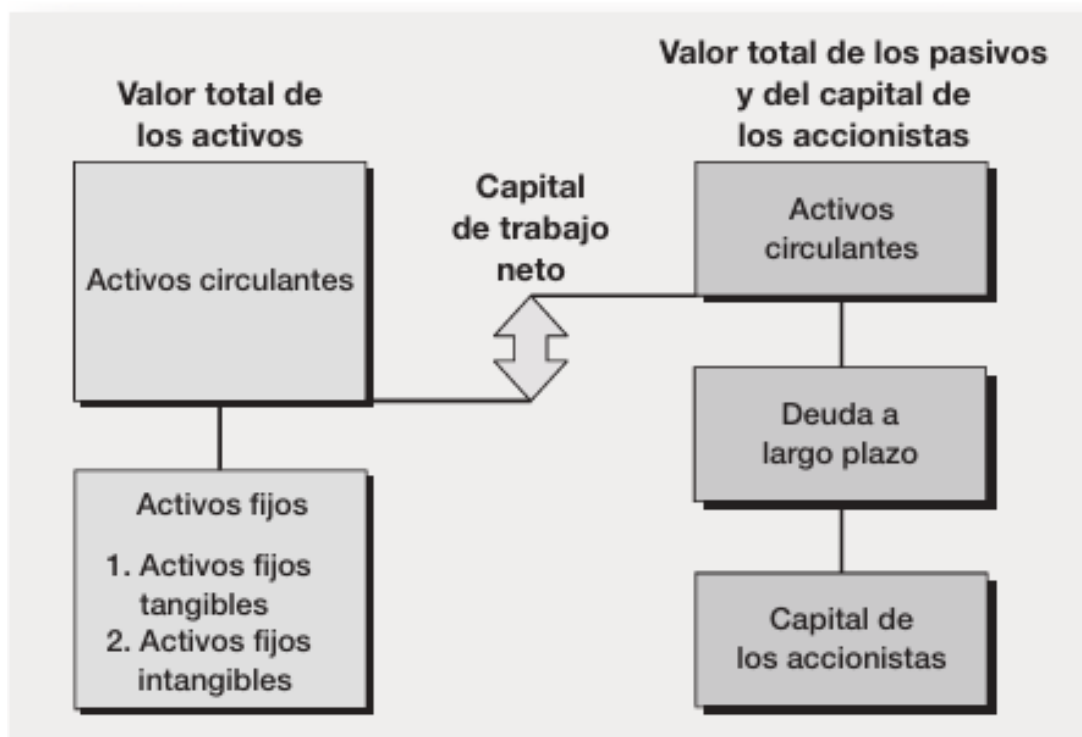 Valor total de
los activos
Activos circulantes
Activos fijos
1. Activos fijos
tangibles
2. Activos fijos
intangibles
Capital
de trabajo
neto
Valor total de los pasivos
y del capital de
los accionistas
Activos
circulantes
Deuda a
largo plazo
Capital de
los accionistas